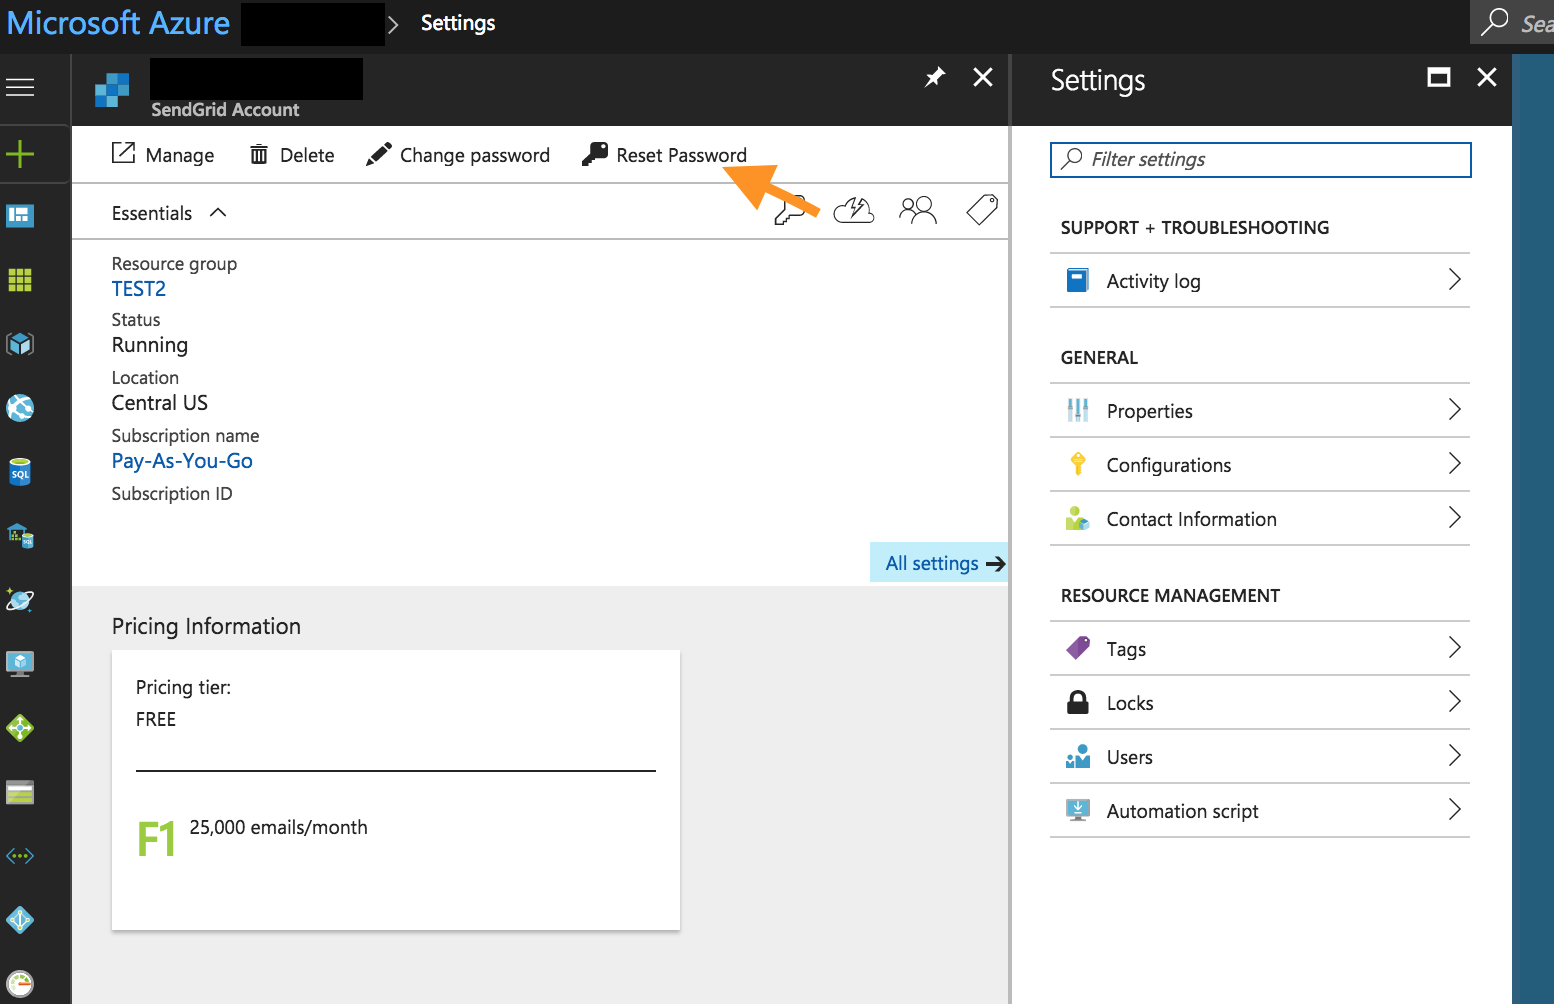 Microsoft Azure
Settings
Sea
SendGrid Account
Manage
Delete
Change password
Reset Password
Essentials
Resource group
TEST2
Status
Running
Location
Central US
Subscription name
Pay-As-You-Go
Subscription ID
All settings
Pricing Information
Pricing tier:
FREE
F1
25,000 emails/month
Settings
Filter settings
SUPPORT + TROUBLESHOOTING
Activity log
GENERAL
Properties
Configurations
Contact Information
RESOURCE MANAGEMENT
Tags
Locks
Users
Automation script
SQL
SQL